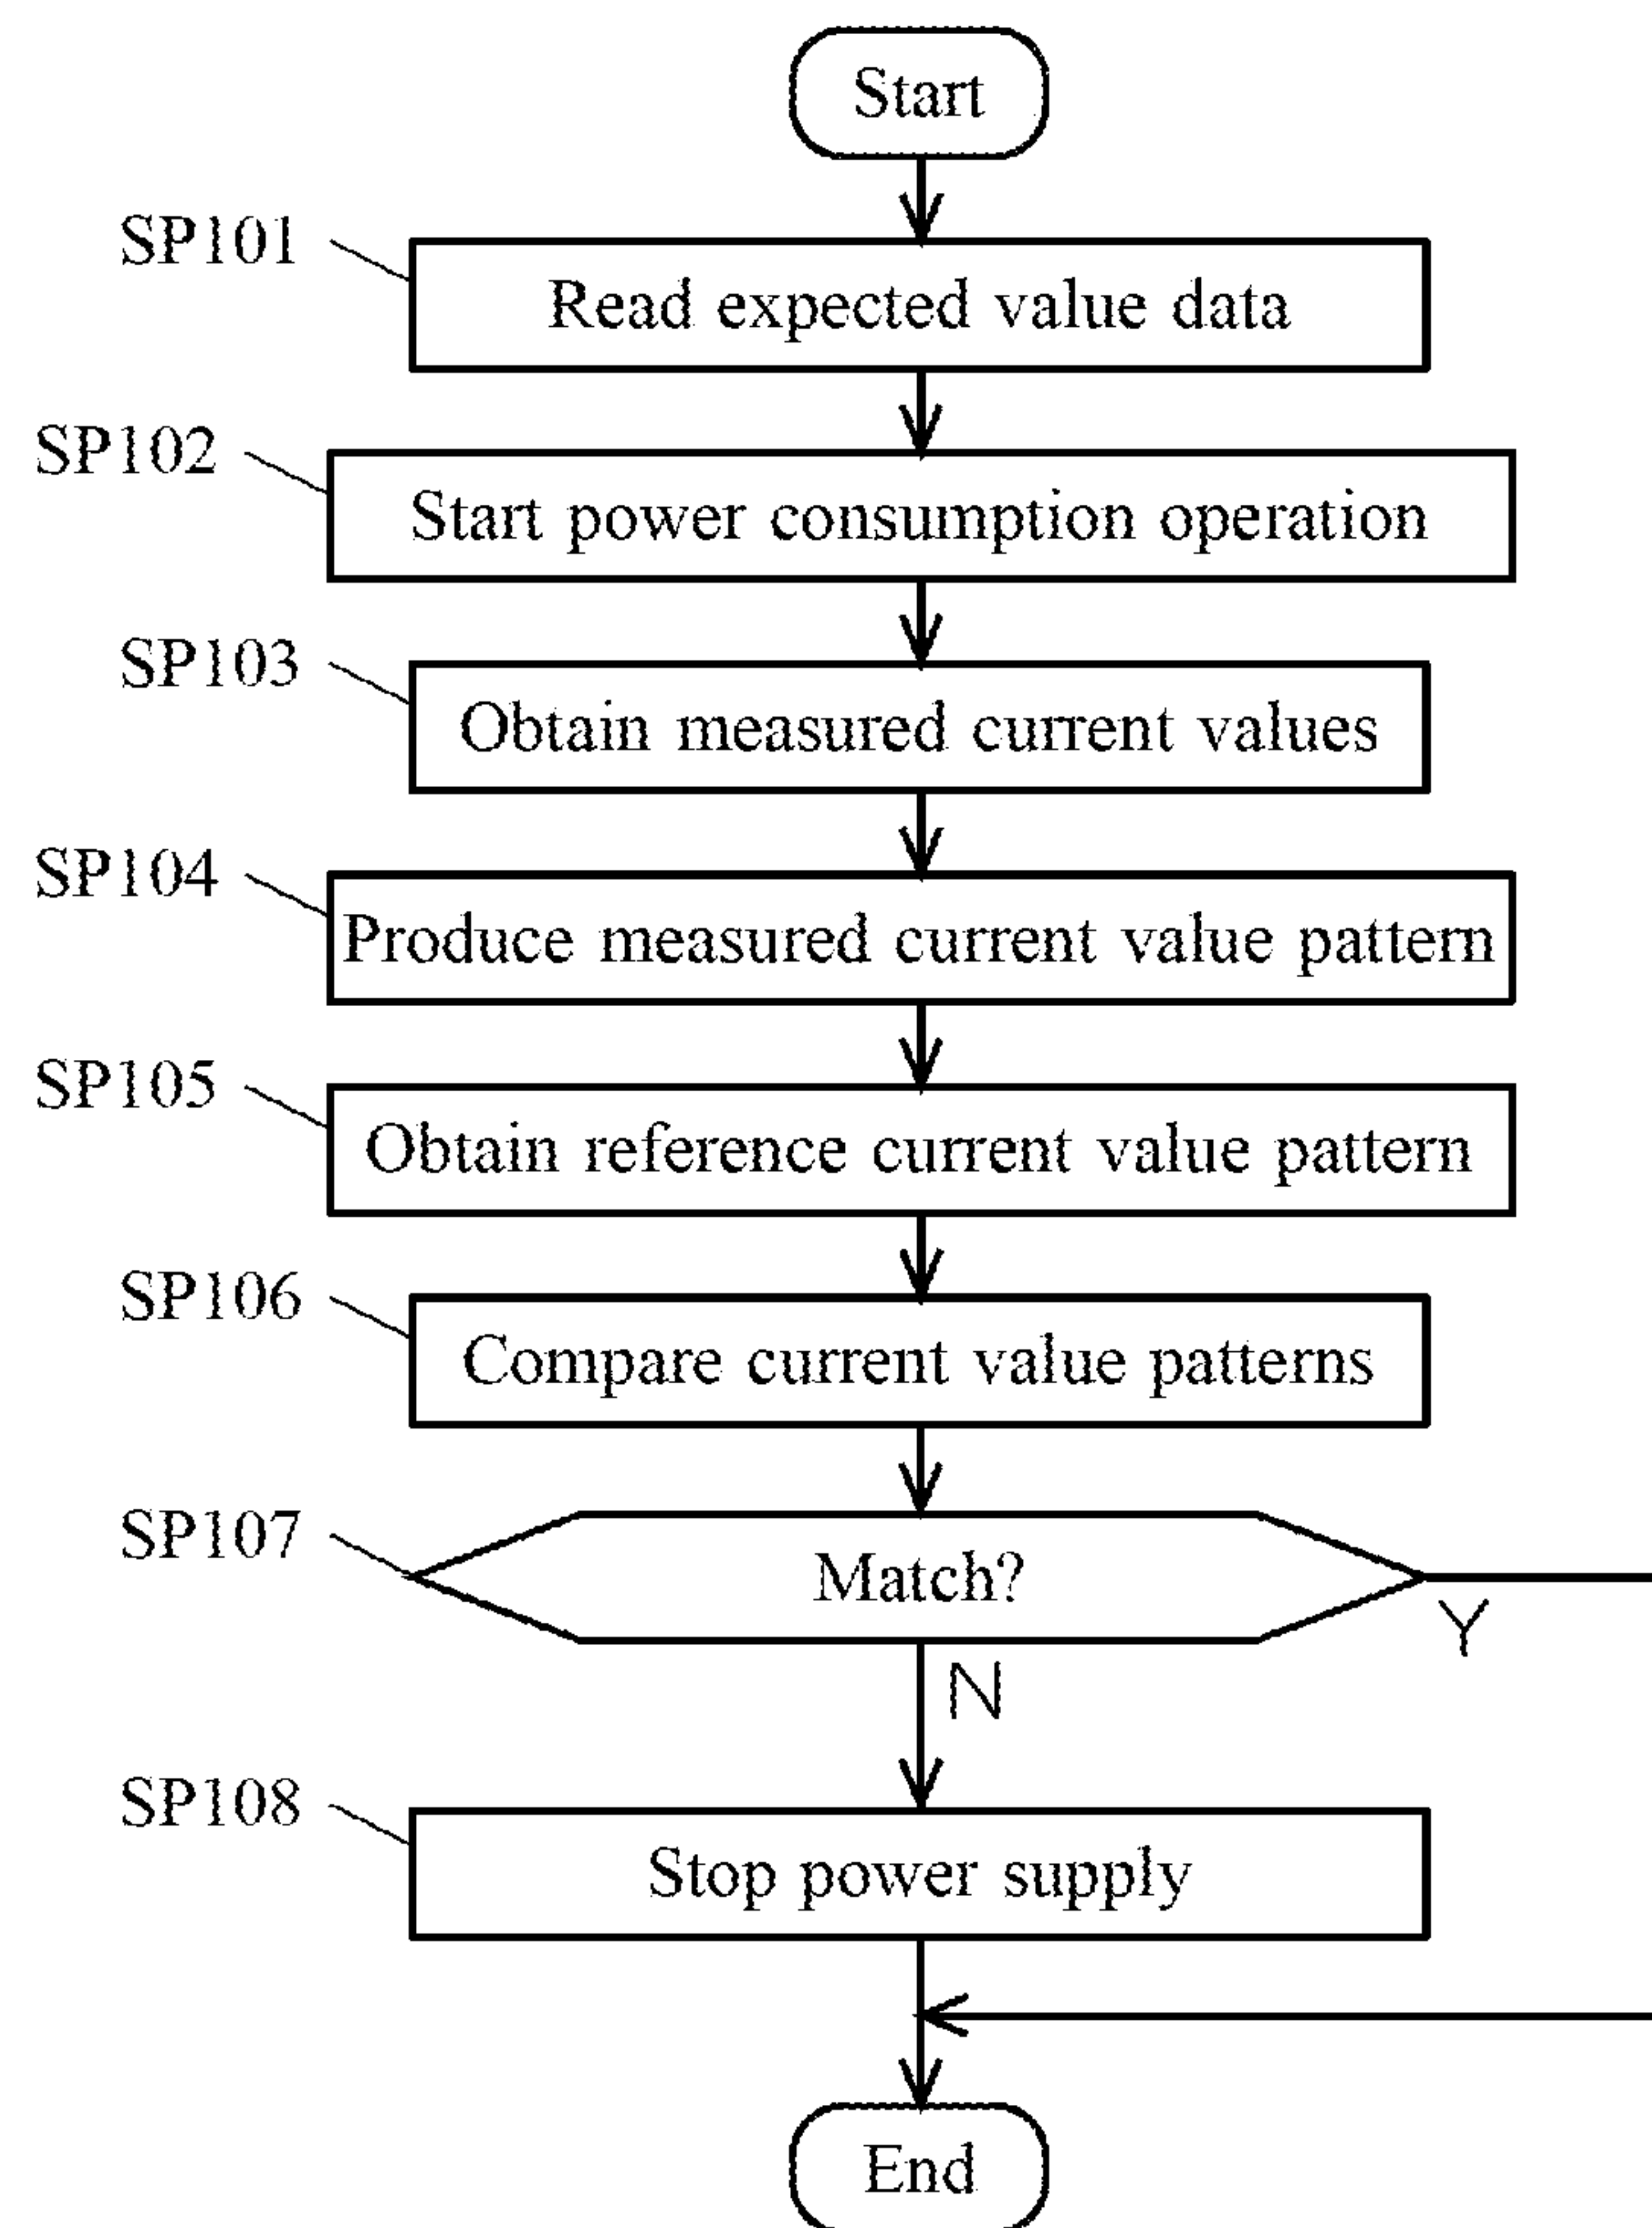 Start
SP101
Read expected value data
SP102
Start power consumption operation
SP103
Obtain measured current values
SP104
Produce measured current value pattern
SP105
Obtain reference current value pattern
SP106
Compare current value patterns
SP107
Match?
Y
N
SP108
Stop power supply
End